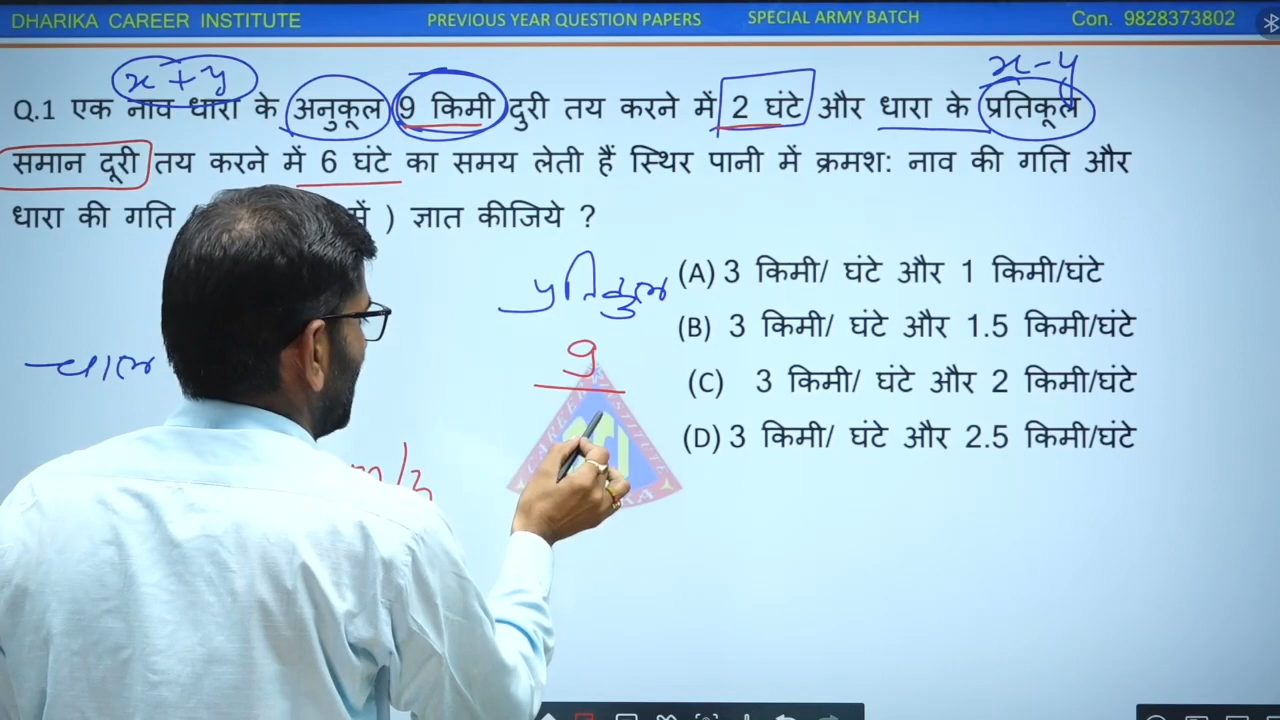 DHARIKA CAREER INSTITUTE PREVIOUS YEAR QUESTION PAPERS SPECIAL ARMY BATCH Con. 9828373802
x+y x-y
Q.1 एक नाव धारा के अनुकूल 9 किमी दुरी तय करने में 2 घंटे और धारा के प्रतिकूल
समान दूरी तय करने में 6 घंटे का समय लेती हैं स्थिर पानी में क्रमश: नाव की गति और
धारा की गति में ) ज्ञात कीजिये ?
प्रतिकुल (A) 3 किमी/ घंटे और 1 किमी/घंटे
(B) 3 किमी/ घंटे और 1.5 किमी/घंटे
चाल 9
(C) 3 किमी/ घंटे और 2 किमी/घंटे
(D) 3 किमी/ घंटे और 2.5 किमी/घंटे